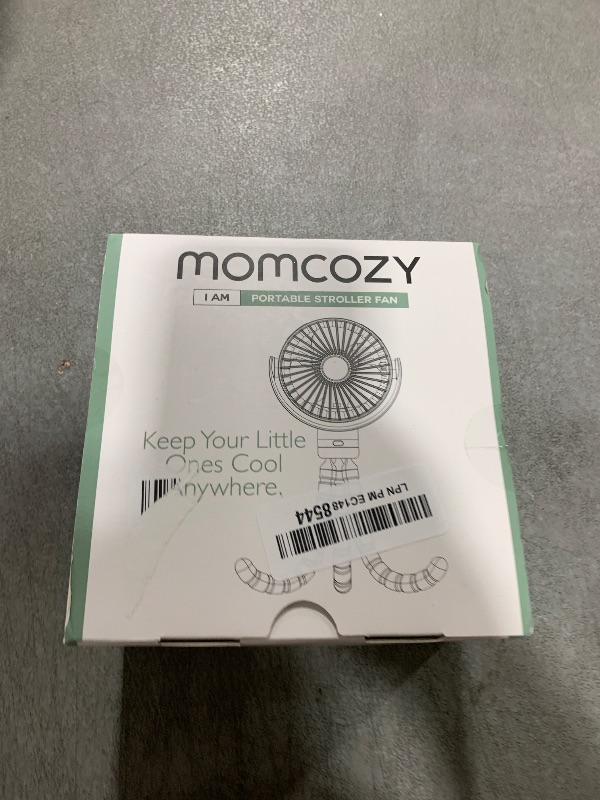 momcozy
I AM PORTABLE STROLLER FAN
Keep Your Little
Ones Cool
Anywhere.
LPN PM EC148 8544